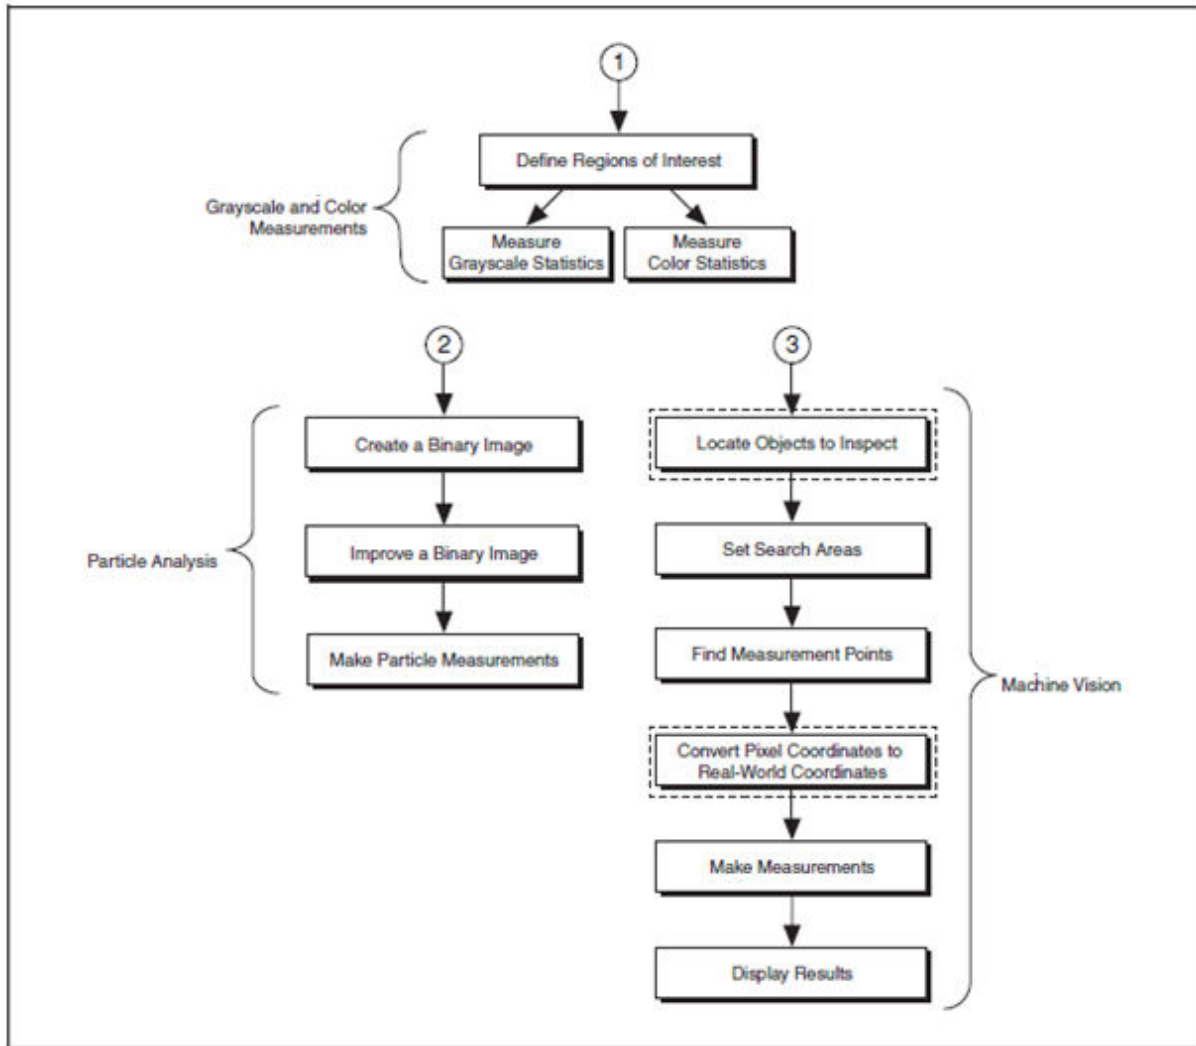 1
Define Regions of Interest
Grayscale and Color
Measurements
Measure
Grayscale Statistics
Measure
Color Statistics
2
3
Create a Binary Image
Locate Objects to Inspect
Improve a Binary Image
Set Search Areas
Particle Analysis
Make Particle Measurements
Find Measurement Points
Machine Vision
Convert Pixel Coordinates to
Real-World Coordinates
Make Measurements
Display Results